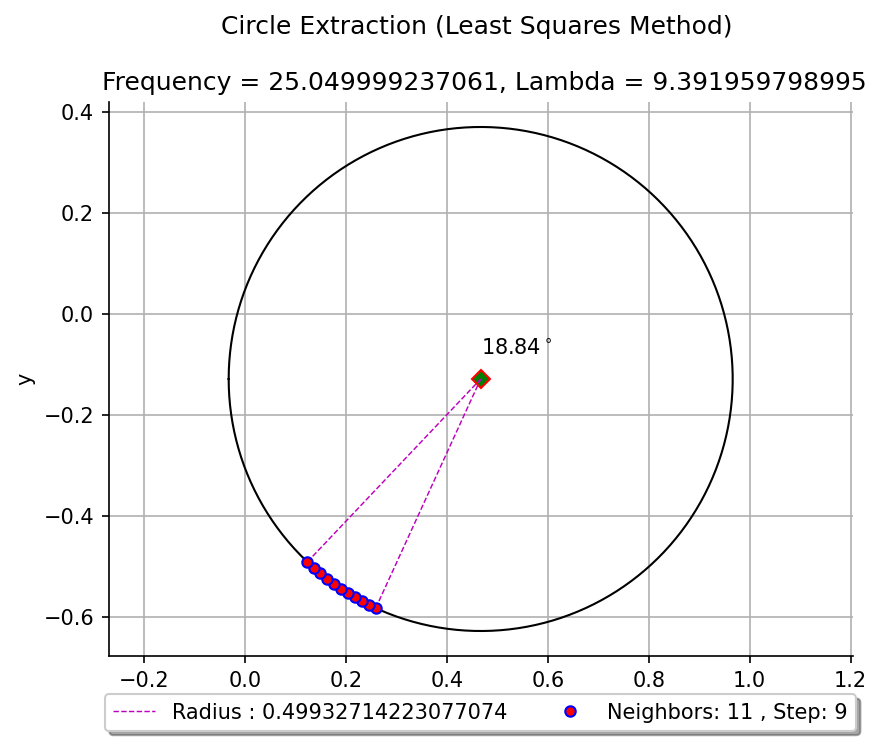 Circle Extraction (Least Squares Method)
Frequency = 25.049999237061, Lambda = 9.391959798995
0.4
0.2
0.0
−0.2
−0.4
−0.6
y
18.84°
−0.2 0.0 0.2 0.4 0.6 0.8 1.0 1.2
Radius : 0.49932714223077074 Neighbors: 11 , Step: 9